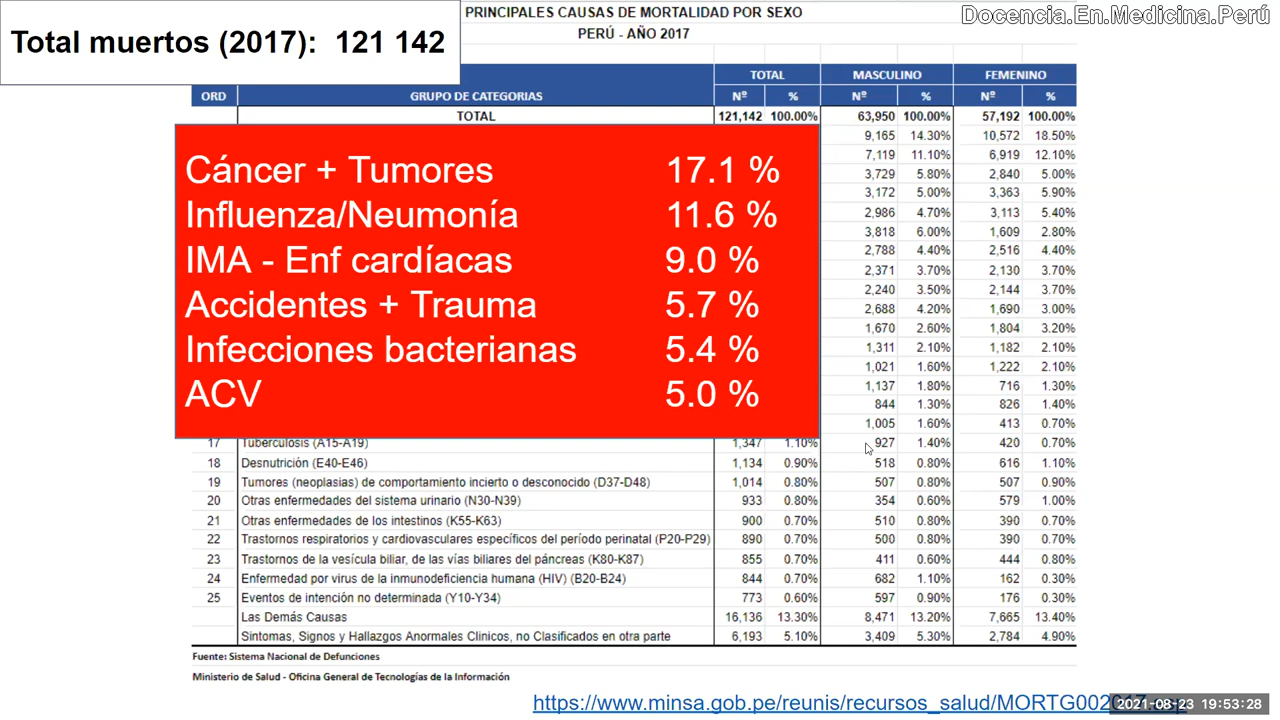 PRINCIPALES CAUSAS DE MORTALIDAD POR SEXO
Docencia.En.Medicina.Perú
PERÚ - AÑO 2017
Total muertos (2017): 121 142
TOTAL MASCULINO FEMENINO
ORD GRUPO DE CATEGORIAS Nº % Nº % Nº %
TOTAL 121,142 100.00% 63,950 100.00% 57,192 100.00%
9,165 14.30% 10,572 18.50%
7,119 11.10% 6,919 12.10%
3,729 5.80% 2,840 5.00%
3,172 5.00% 3,363 5.90%
2,986 4.70% 3,113 5.40%
3,818 6.00% 1,609 2.80%
2,788 4.40% 2,516 4.40%
2,371 3.70% 2,130 3.70%
2,240 3.50% 2,144 3.70%
2,688 4.20% 1,690 3.00%
1,670 2.60% 1,804 3.20%
1,311 2.10% 1,182 2.10%
1,021 1.60% 1,222 2.10%
1,137 1.80% 716 1.30%
844 1.30% 826 1.40%
1,005 1.60% 413 0.70%
Cáncer + Tumores 17.1 %
Influenza/Neumonía 11.6 %
IMA - Enf cardíacas 9.0 %
Accidentes + Trauma 5.7 %
Infecciones bacterianas 5.4 %
ACV 5.0 %
17 Tuberculosis (A15-A19) 1,347 1.10% 927 1.40% 420 0.70%
18 Desnutrición (E40-E46) 1,134 0.90% 518 0.80% 616 1.10%
19 Tumores (neoplasias) de comportamiento incierto o desconocido (D37-D48) 1,014 0.80% 507 0.80% 507 0.90%
20 Otras enfermedades del sistema urinario (N30-N39) 933 0.80% 354 0.60% 579 1.00%
21 Otras enfermedades de los intestinos (K55-K63) 900 0.70% 510 0.80% 390 0.70%
22 Trastornos respiratorios y cardiovasculares específicos del período perinatal (P20-P29) 890 0.70% 500 0.80% 390 0.70%
23 Trastornos de la vesícula biliar, de las vías biliares del páncreas (K80-K87) 855 0.70% 411 0.60% 444 0.80%
24 Enfermedad por virus de la inmunodeficiencia humana (HIV) (B20-B24) 844 0.70% 682 1.10% 162 0.30%
25 Eventos de intención no determinada (Y10-Y34) 773 0.60% 597 0.90% 176 0.30%
Las Demás Causas 16,136 13.30% 8,471 13.20% 7,665 13.40%
Sintomas, Signos y Hallazgos Anormales Clinicos, no Clasificados en otra parte 6,193 5.10% 3,409 5.30% 2,784 4.90%
Fuente: Sistema Nacional de Defunciones
Ministerio de Salud - Oficina General de Tecnologías de la Información
https://www.minsa.gob.pe/reunis/recursos_salud/MORTG002017.asp
2021-08-23 19:53:28